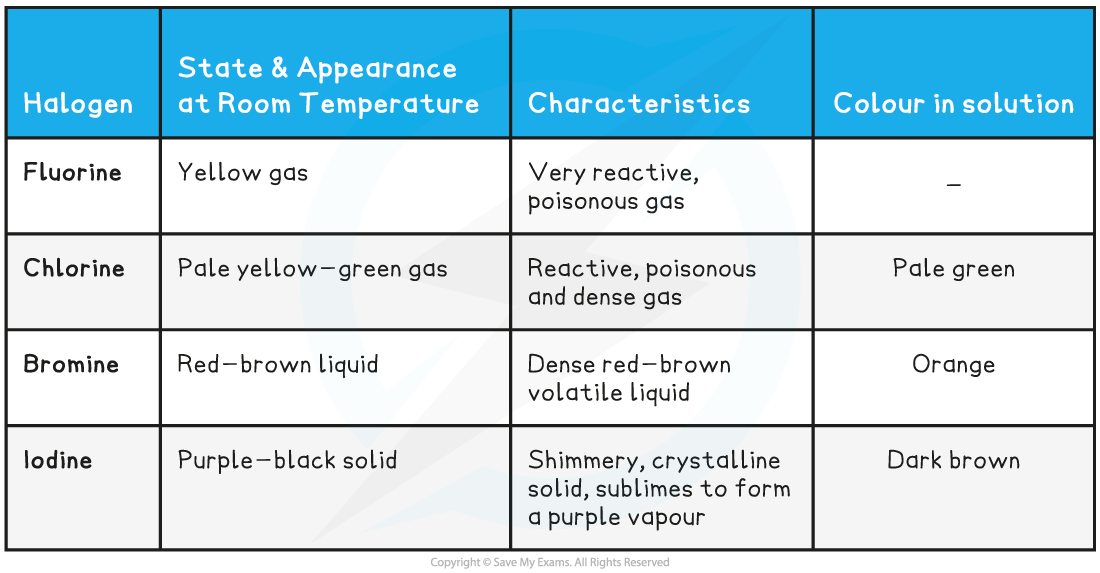 State & Appearance
Halogen at Room Temperature Characteristics Colour in solution
Fluorine Yellow gas Very reactive,
poisonous gas –
Chlorine Pale yellow–green gas Reactive, poisonous Pale green
and dense gas
Bromine Red–brown liquid Dense red–brown Orange
volatile liquid
Iodine Purple–black solid Shimmery, crystalline Dark brown
solid, sublimes to form
a purple vapour
Copyright © Save My Exams. All Rights Reserved